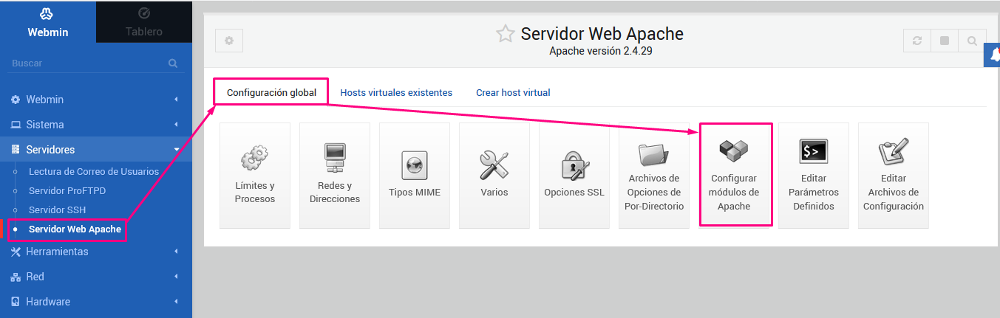 Webmin
Tablero
Buscar
Webmin
Sistema
Servidores
Lectura de Correo de Usuarios
Servidor ProFTPD
Servidor SSH
Servidor Web Apache
Herramientas
Red
Hardware
Servidor Web Apache
Apache versión 2.4.29
Configuración global
Hosts virtuales existentes
Crear host virtual
Límites y
Procesos
Redes y
Direcciones
Tipos MIME
Varios
Opciones SSL
Archivos de
Opciones de
Por-Directorio
Configurar
módulos de
Apache
$>
Editar
Parámetros
Definidos
Editar
Archivos de
Configuración